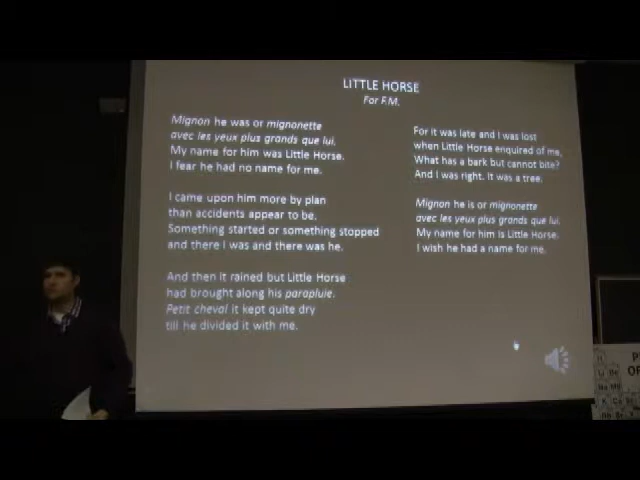 LITTLE HORSE
For F.M.
Mignon he was or mignonette
avec les yeux plus grands que lui.
My name for him was Little Horse.
I fear he had no name for me.
I came upon him more by plan
than accidents appear to be.
Something started or something stopped
and there I was and there was he.
And then it rained but Little Horse
had brought along his parapluie.
Petit cheval it kept quite dry
till he divided it with me.
For it was late and I was lost
when Little Horse enquired of me,
What has a bark but cannot bite?
And I was right. It was a tree.
Mignon he is or mignonette
avec les yeux plus grands que lui.
My name for him is Little Horse.
I wish he had a name for me.